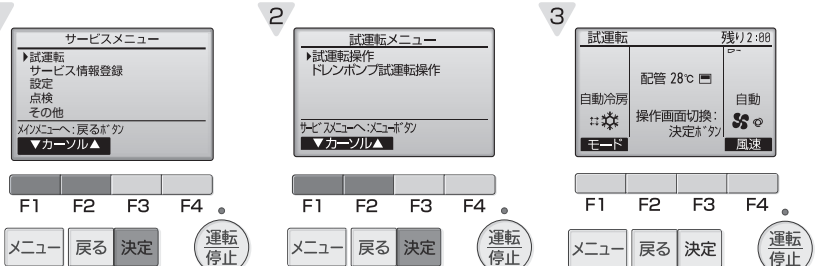 サービスメニュー
▶試運転
サービス情報登録
設定
点検
その他
メインメニューへ:戻るボタン
▼カーソル▲
F1 F2 F3 F4
メニュー 戻る 決定 運転
停止
2
試運転メニュー
▶試運転操作
ドレンポンプ試運転操作
サービスメニューへ:メニューボタン
▼カーソル▲
F1 F2 F3 F4
メニュー 戻る 決定 運転
停止
3
試運転 残り2:00
配管 28℃
自動冷房 自動
操作画面切換:
決定ボタン
モード 風速
F1 F2 F3 F4
メニュー 戻る 決定 運転
停止